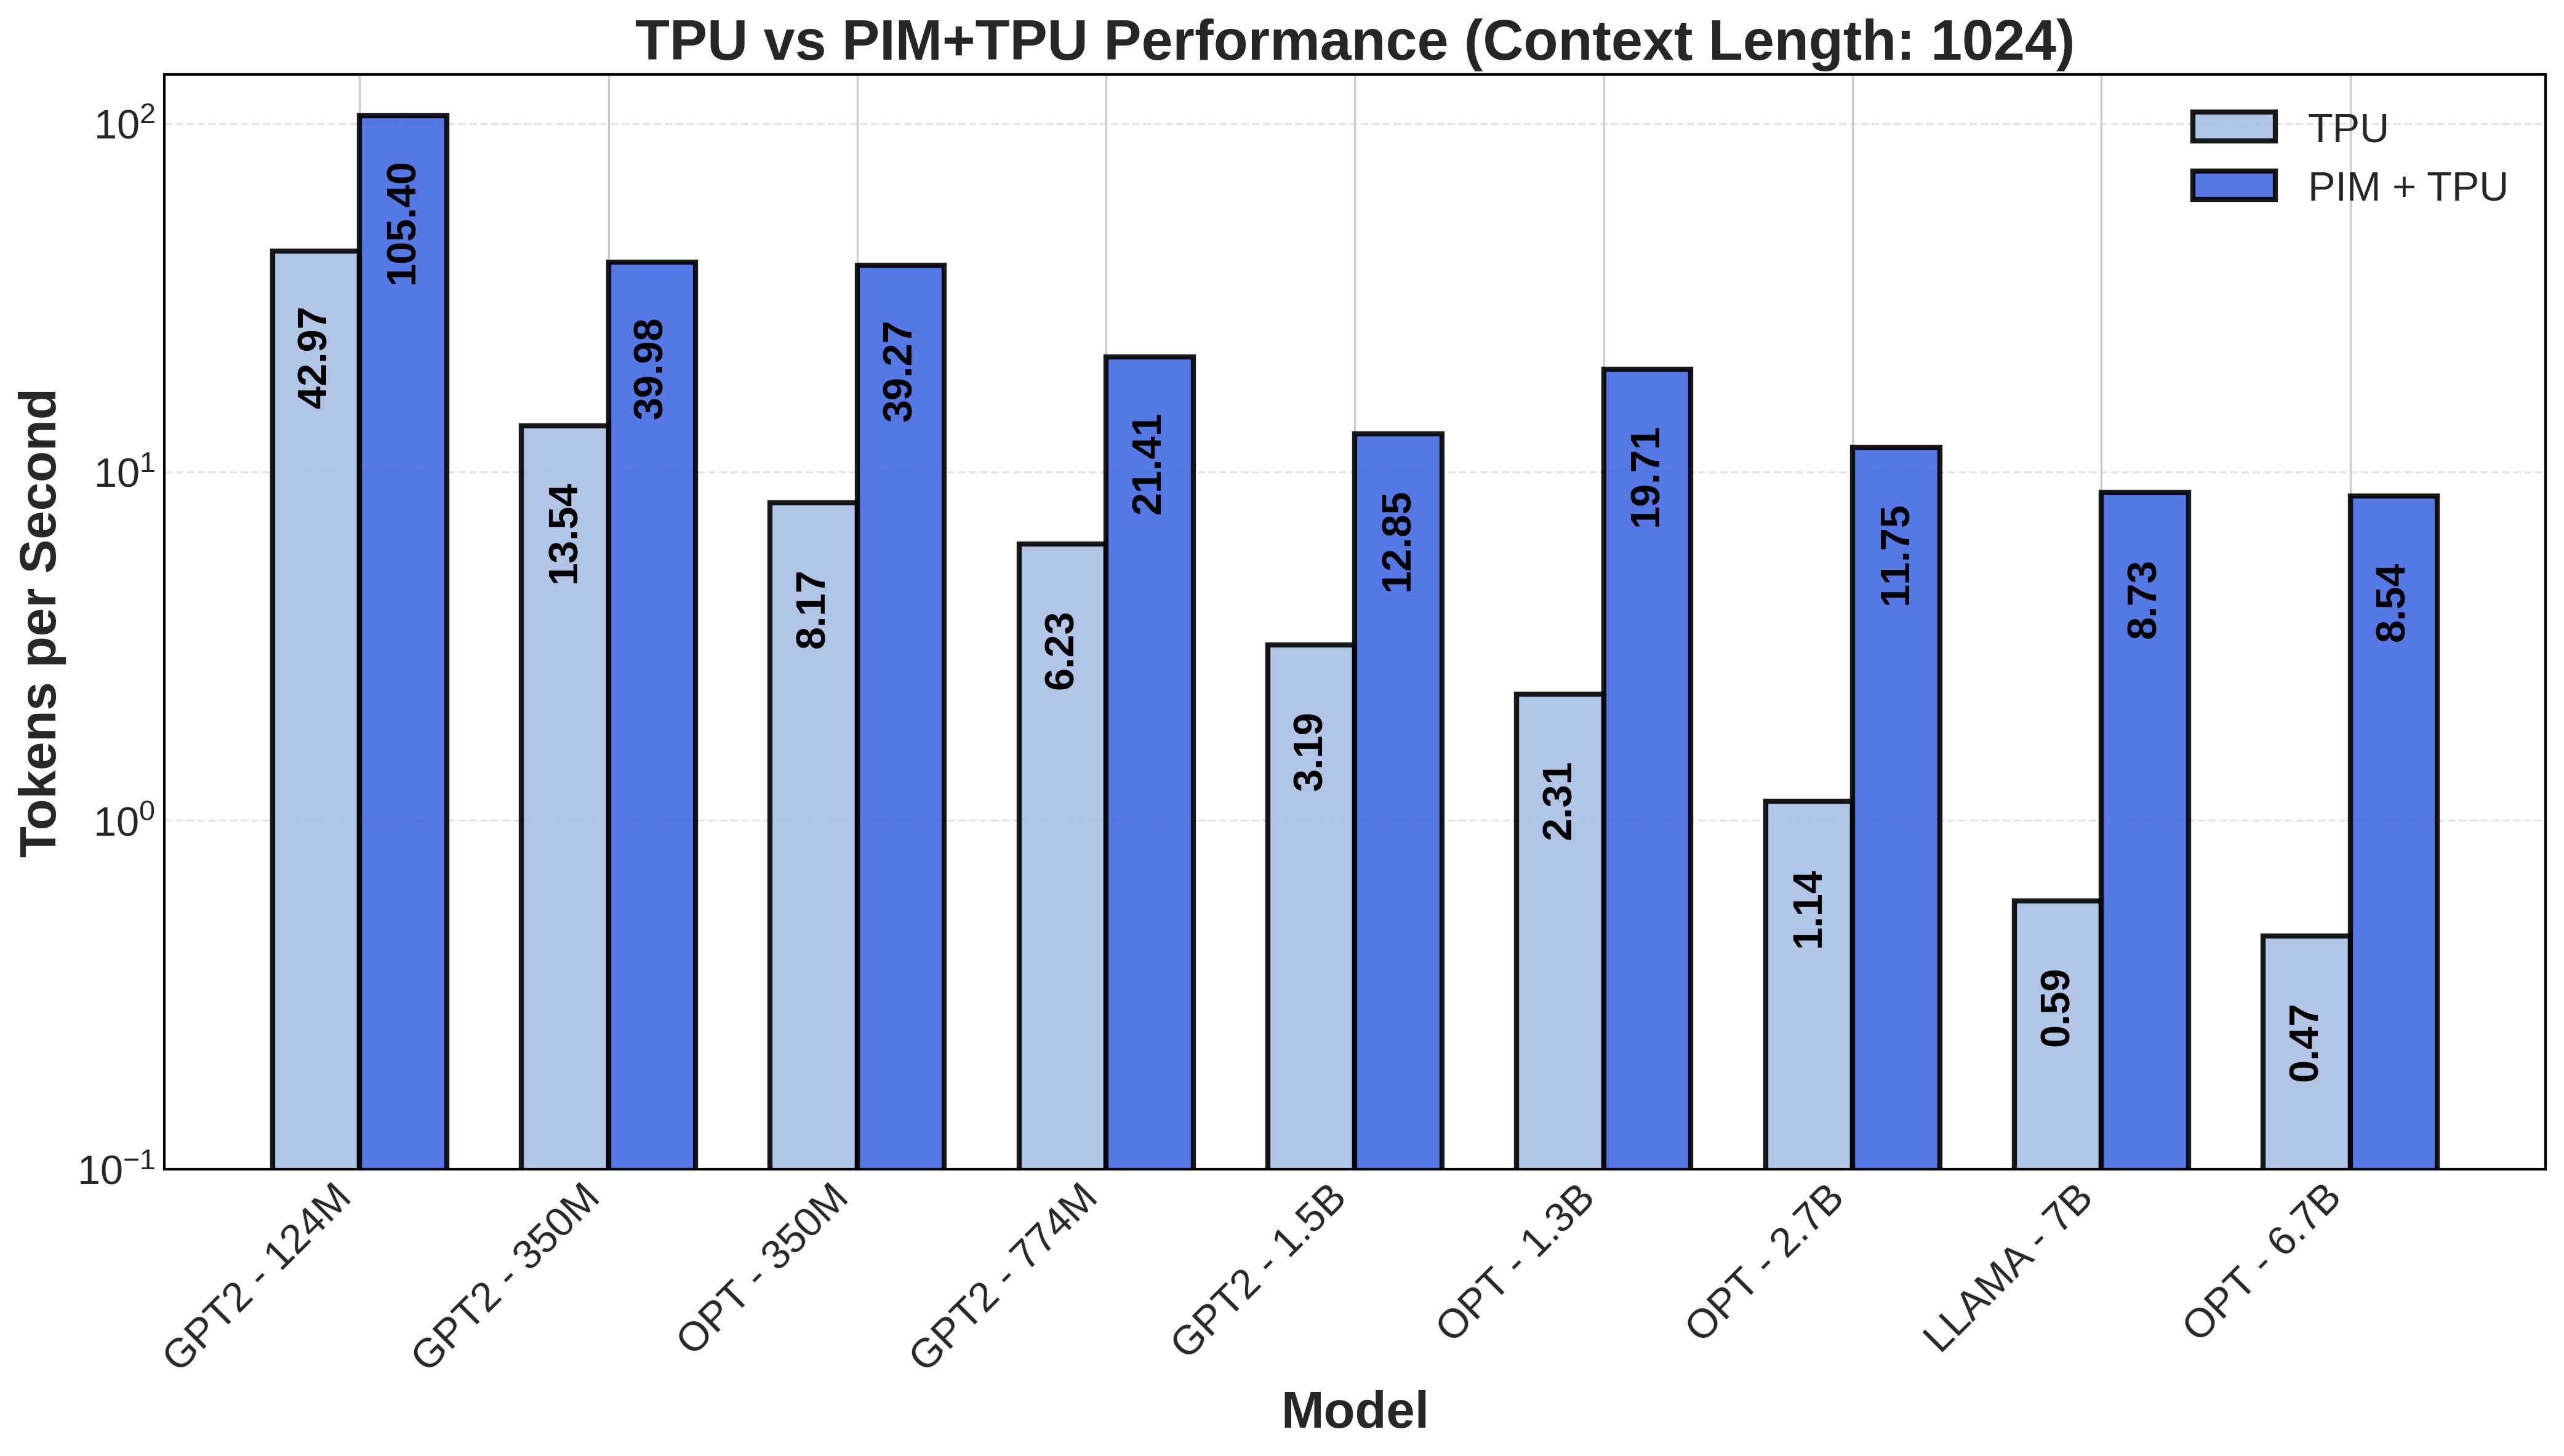 TPU vs PIM+TPU Performance (Context Length: 1024)
Tokens per Second
10²
10¹
10⁰
10⁻¹
TPU
PIM + TPU
42.97
105.40
13.54
39.98
8.17
39.27
6.23
21.41
3.19
12.85
2.31
19.71
1.14
11.75
0.59
8.73
0.47
8.54
GPT2 - 124M
GPT2 - 350M
OPT - 350M
GPT2 - 774M
GPT2 - 1.5B
OPT - 1.3B
OPT - 2.7B
LLAMA - 7B
OPT - 6.7B
Model